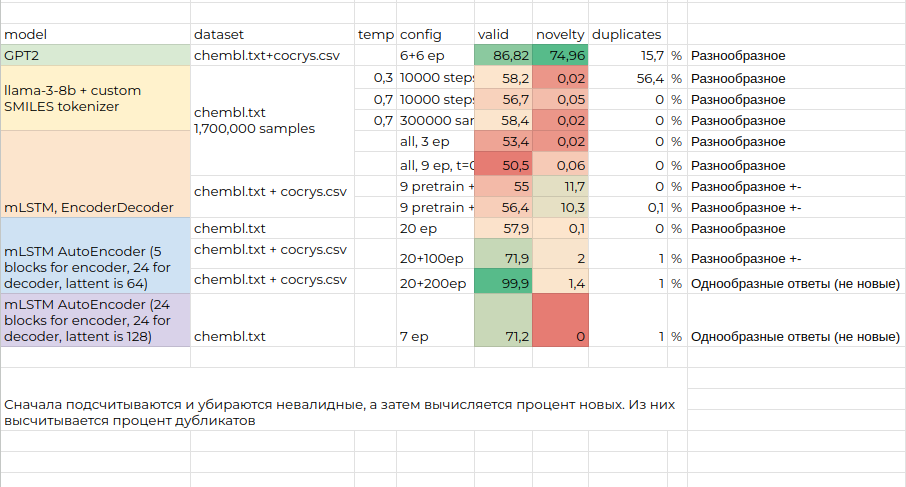 model dataset temp config valid novelty duplicates
GPT2 chembl.txt+cocrys.csv 6+6 ep 86,82 74,96 15,7 % Разнообразное
llama-3-8b + custom
SMILES tokenizer
chembl.txt
1,700,000 samples
0,3 10000 steps 58,2 0,02 56,4 % Разнообразное
0,7 10000 steps 56,7 0,05 0 % Разнообразное
0,7 300000 sar 58,4 0,02 0 % Разнообразное
all, 3 ep 53,4 0,02 0 % Разнообразное
all, 9 ep, t=0 50,5 0,06 0 % Разнообразное
mLSTM, EncoderDecoder
chembl.txt + cocrys.csv
9 pretrain + 55 11,7 0 % Разнообразное +-
9 pretrain + 56,4 10,3 0,1 % Разнообразное +-
chembl.txt 20 ep 57,9 0,1 0 % Разнообразное
mLSTM AutoEncoder (5
blocks for encoder, 24 for
decoder, lattent is 64)
chembl.txt + cocrys.csv 20+100ep 71,9 2 1 % Разнообразное +-
chembl.txt + cocrys.csv 20+200ep 99,9 1,4 1 % Однообразные ответы (не новые)
mLSTM AutoEncoder (24
blocks for encoder, 24 for
decoder, lattent is 128)
chembl.txt 7 ep 71,2 0 1 % Однообразные ответы (не новые)
Сначала подсчитываются и убираются невалидные, а затем вычисляется процент новых. Из них
высчитывается процент дубликатов